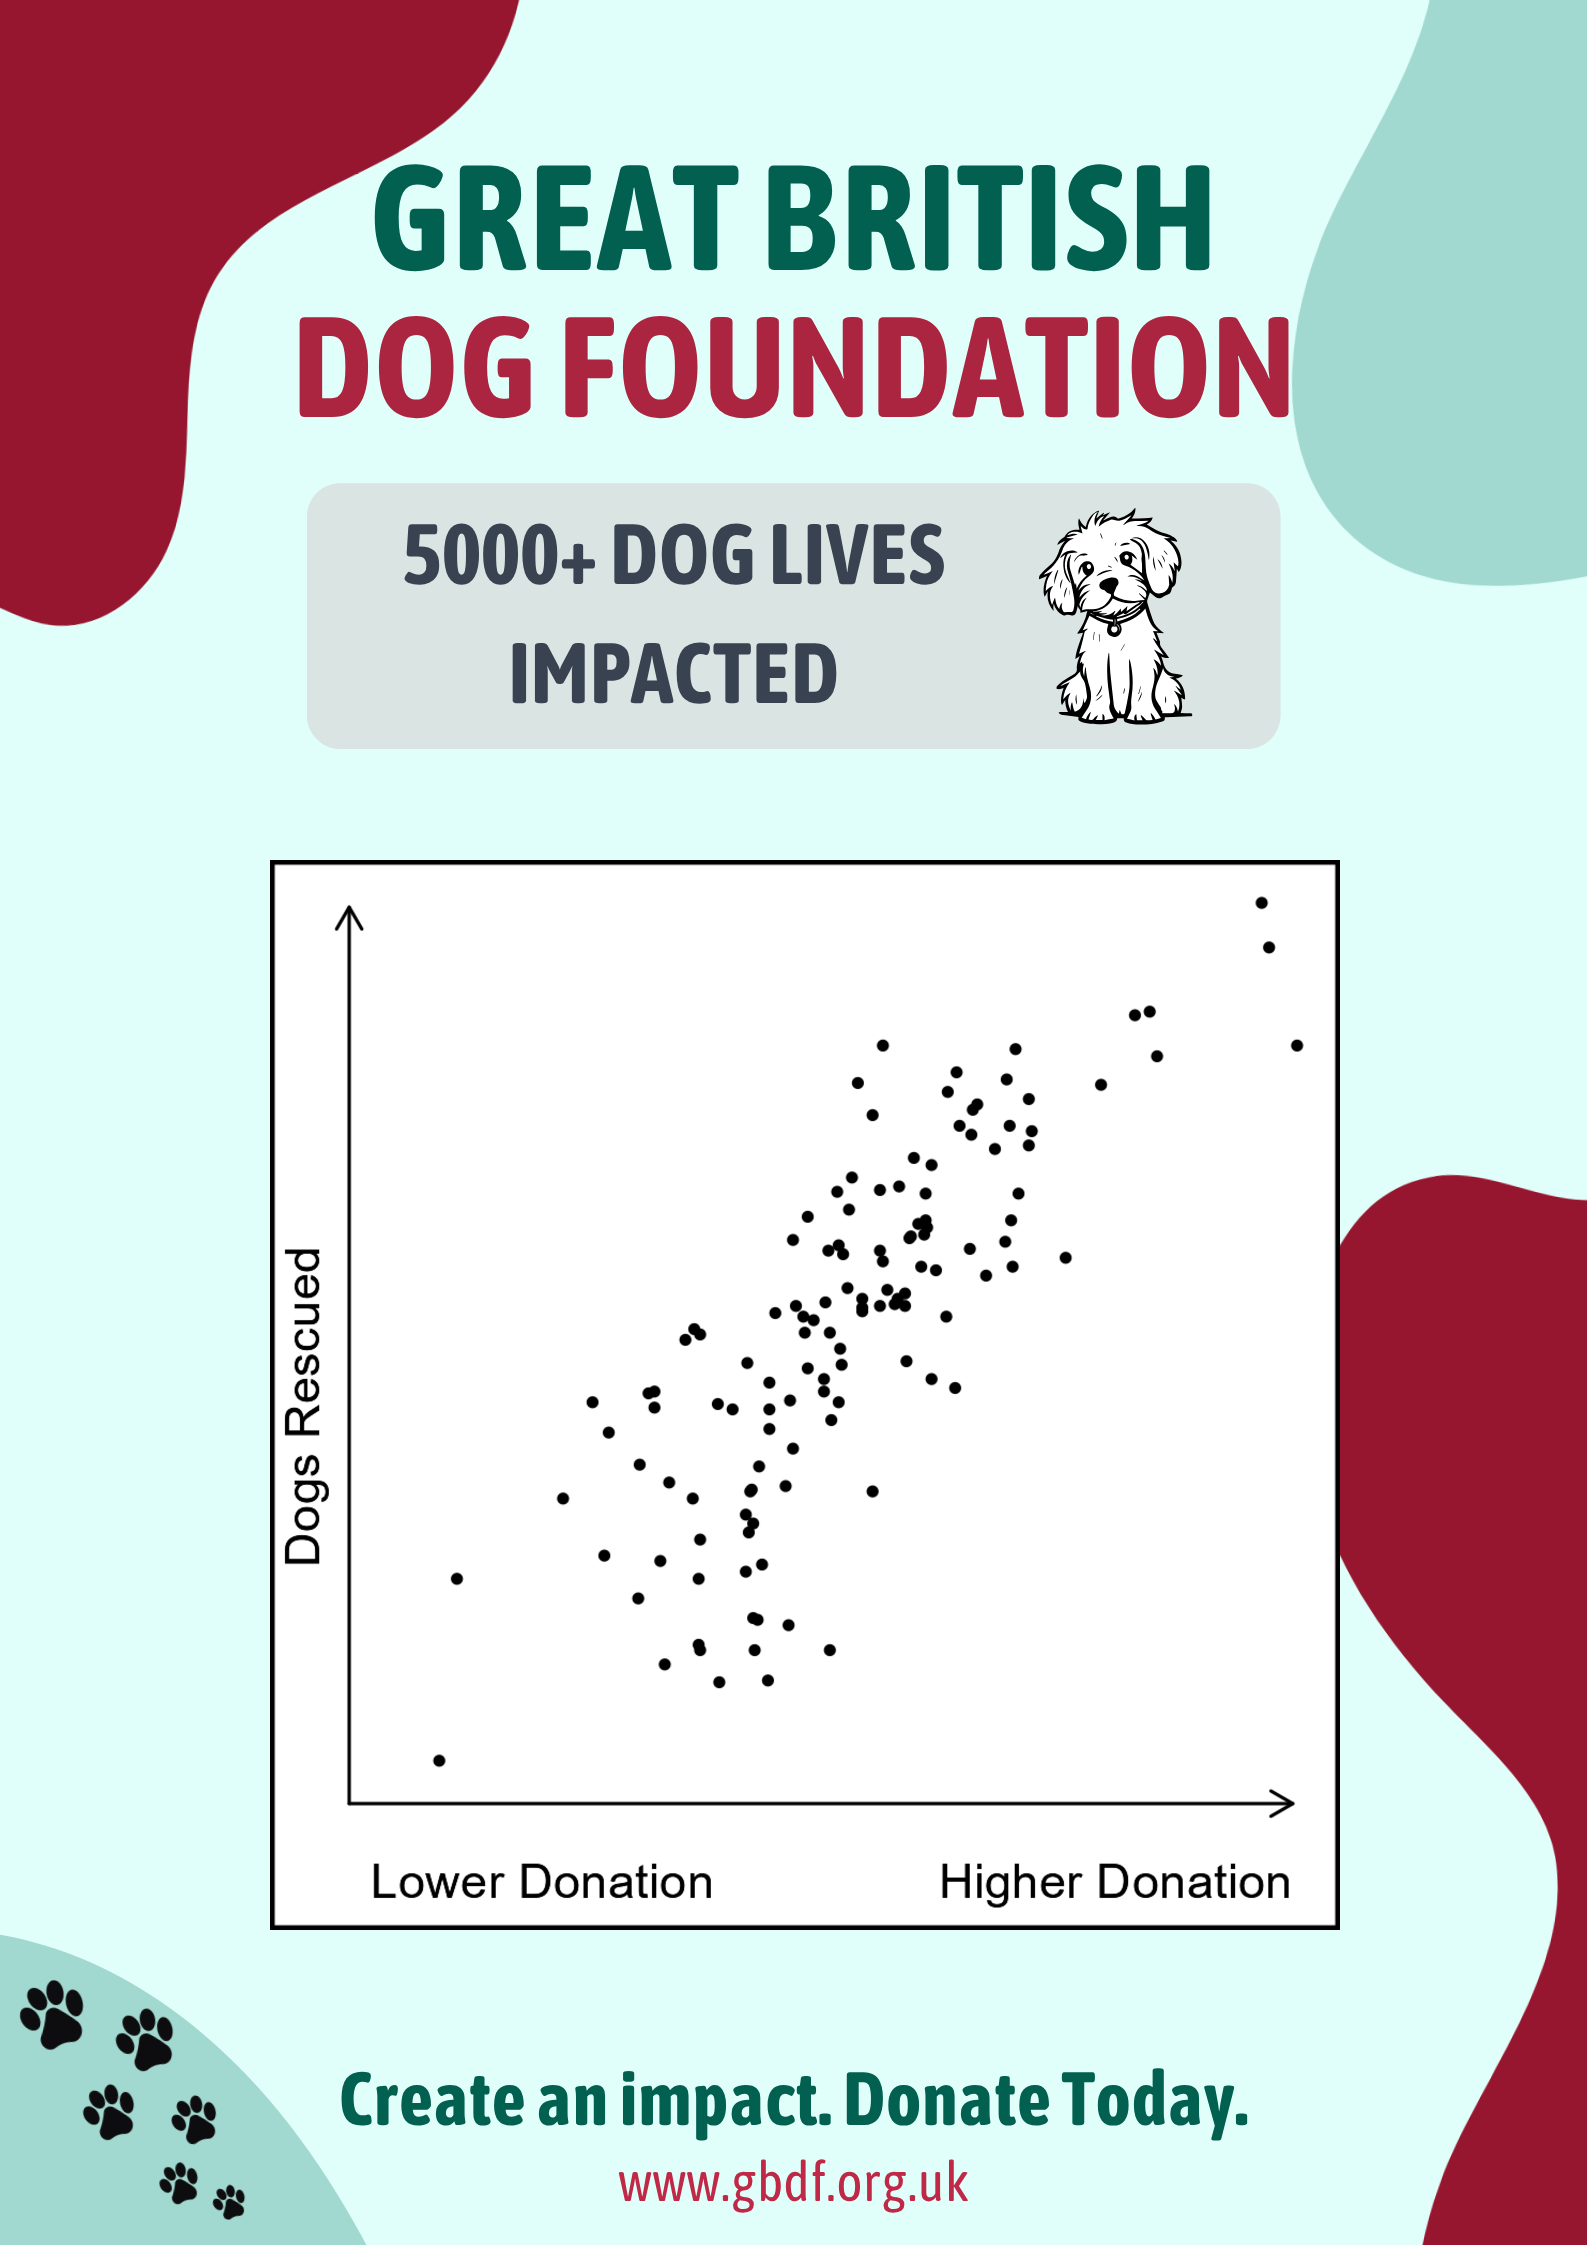 GREAT BRITISH
DOG FOUNDATION
5000+ DOG LIVES
IMPACTED
Dogs Rescued
Lower Donation
Higher Donation
Create an impact. Donate Today.
www.gbdf.org.uk